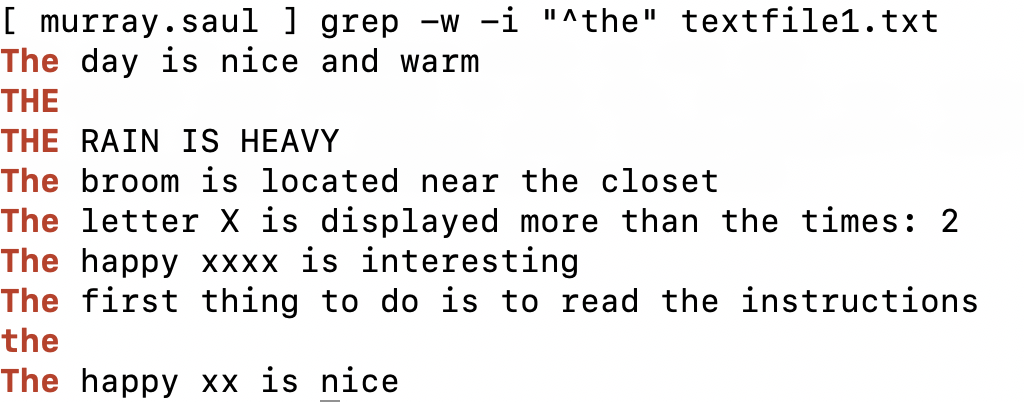 [ murray.saul ] grep -w -i "^the" textfile1.txt
The day is nice and warm
THE
THE RAIN IS HEAVY
The broom is located near the closet
The letter X is displayed more than the times: 2
The happy xxxx is interesting
The first thing to do is to read the instructions
the
The happy xx is nice